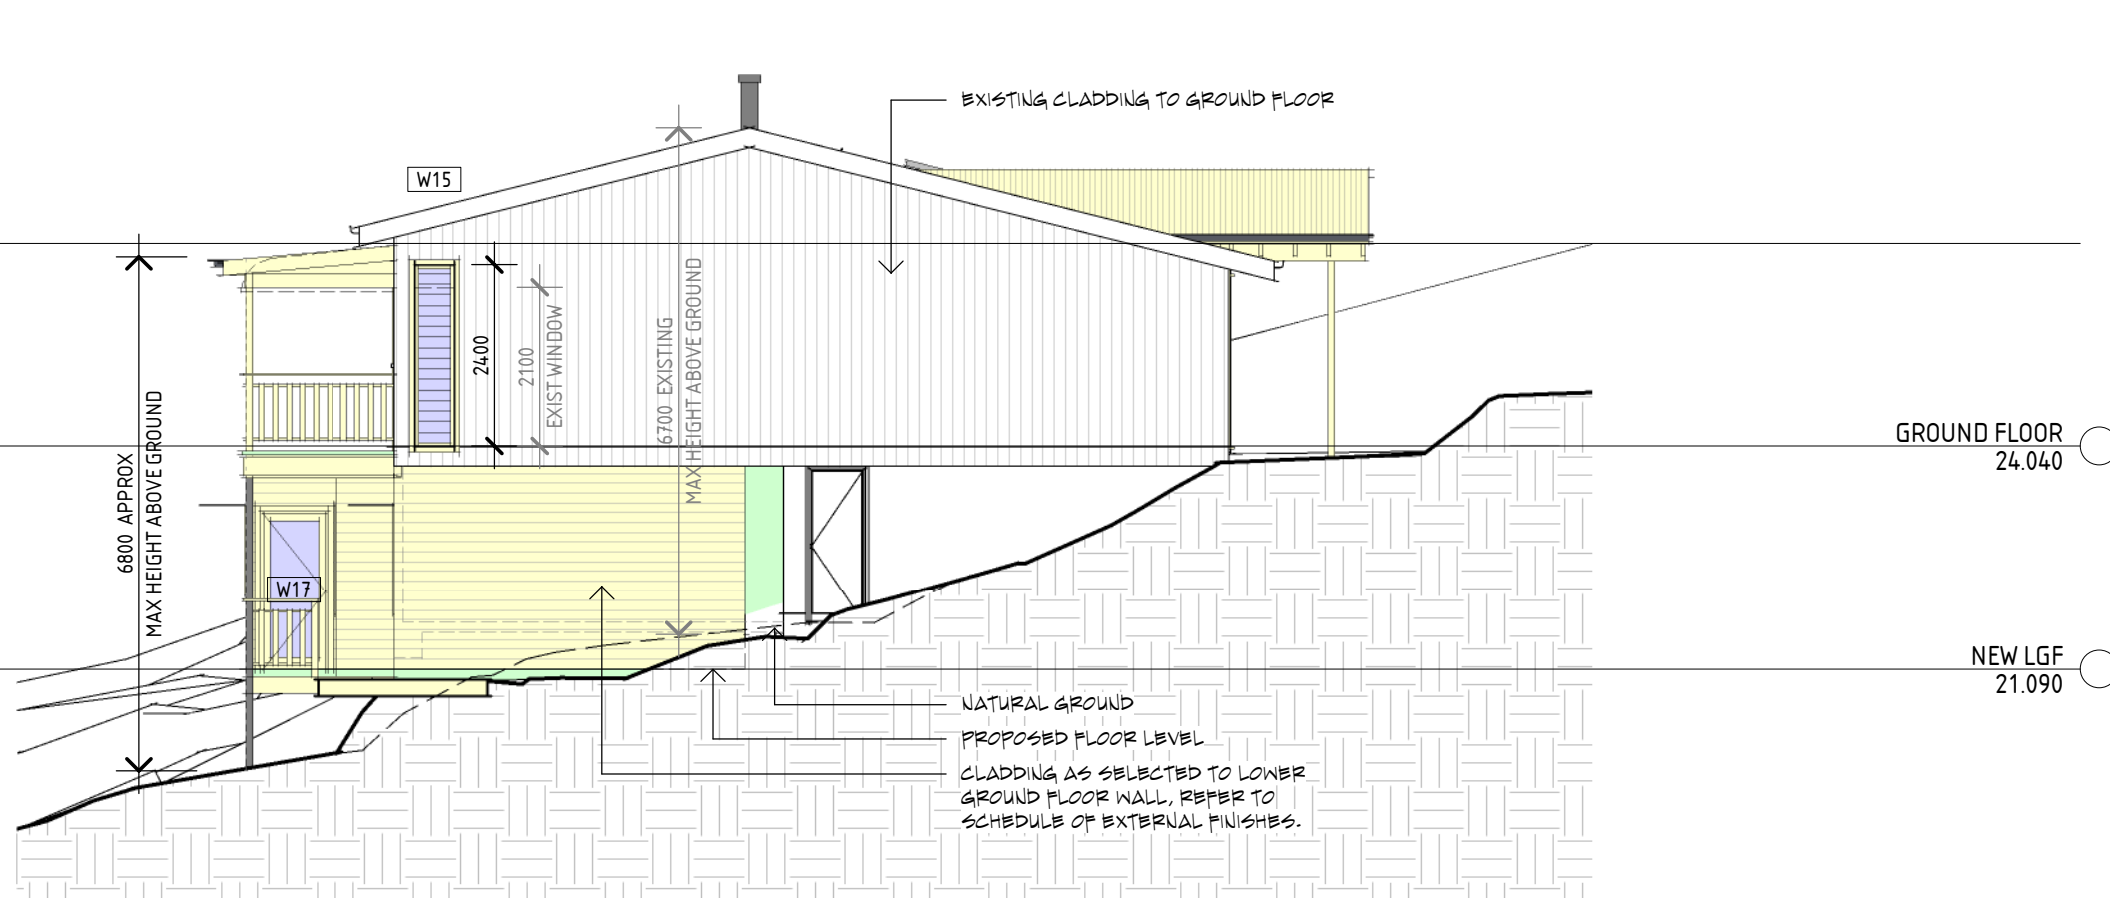 EXISTING CLADDING TO GROUND FLOOR
W15
2400
2100
EXIST WINDOW
6700 EXISTING
MAX HEIGHT ABOVE GROUND
6800 APPROX
MAX HEIGHT ABOVE GROUND
GROUND FLOOR
24.040
W17
NEW LGF
21.090
NATURAL GROUND
PROPOSED FLOOR LEVEL
CLADDING AS SELECTED TO LOWER
GROUND FLOOR WALL, REFER TO
SCHEDULE OF EXTERNAL FINISHES.